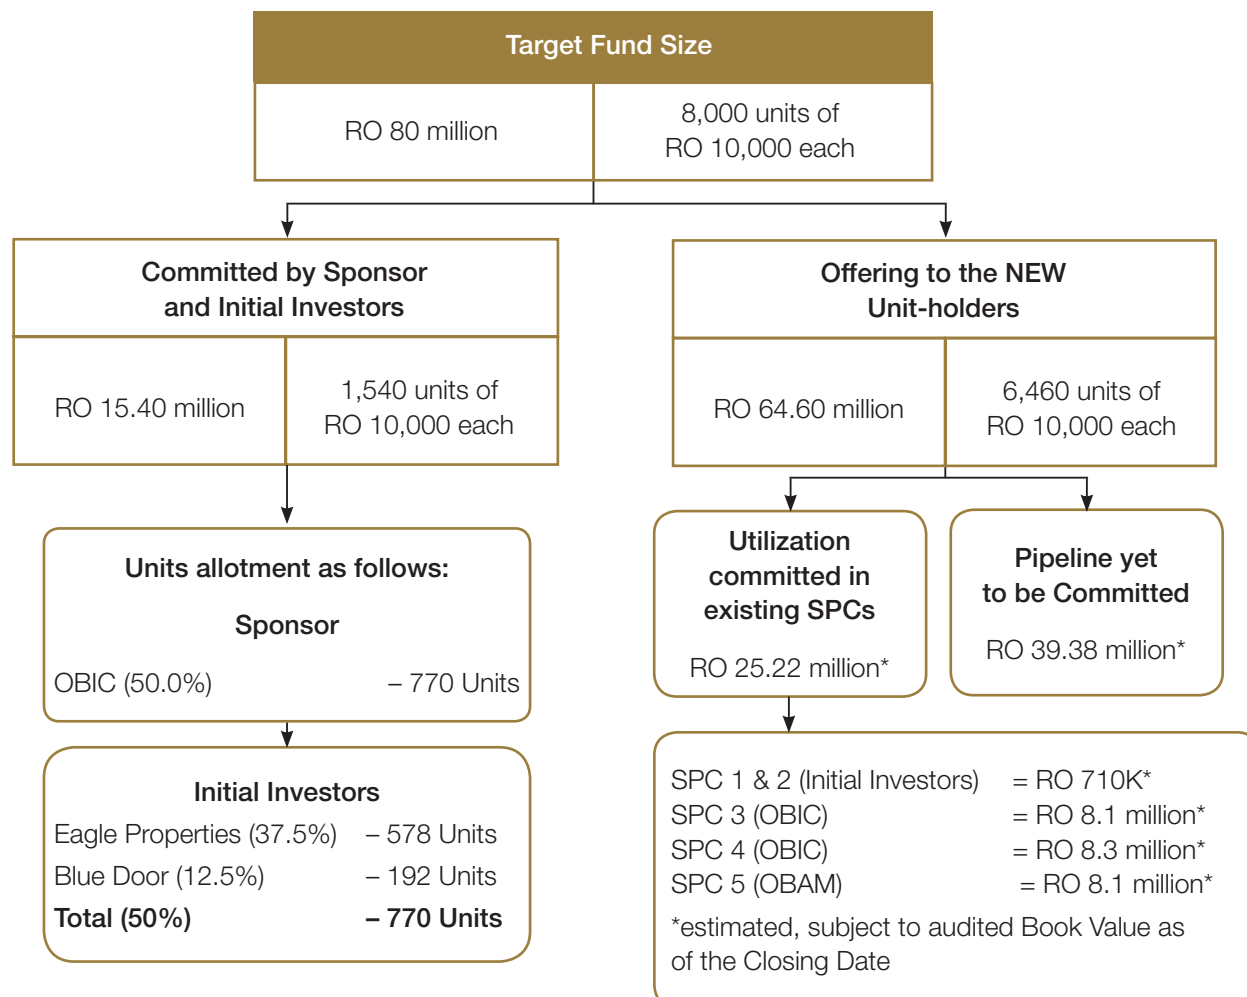 Target Fund Size
RO 80 million
8,000 units of
RO 10,000 each
Committed by Sponsor
and Initial Investors
RO 15.40 million
1,540 units of
RO 10,000 each
Units allotment as follows:
Sponsor
OBIC (50.0%) – 770 Units
Initial Investors
Eagle Properties (37.5%) – 578 Units
Blue Door (12.5%) – 192 Units
Total (50%) – 770 Units
Offering to the NEW
Unit-holders
RO 64.60 million
6,460 units of
RO 10,000 each
Utilization
committed in
existing SPCs
RO 25.22 million*
Pipeline yet
to be Committed
RO 39.38 million*
SPC 1 & 2 (Initial Investors) = RO 710K*
SPC 3 (OBIC) = RO 8.1 million*
SPC 4 (OBIC) = RO 8.3 million*
SPC 5 (OBAM) = RO 8.1 million*
*estimated, subject to audited Book Value as
of the Closing Date